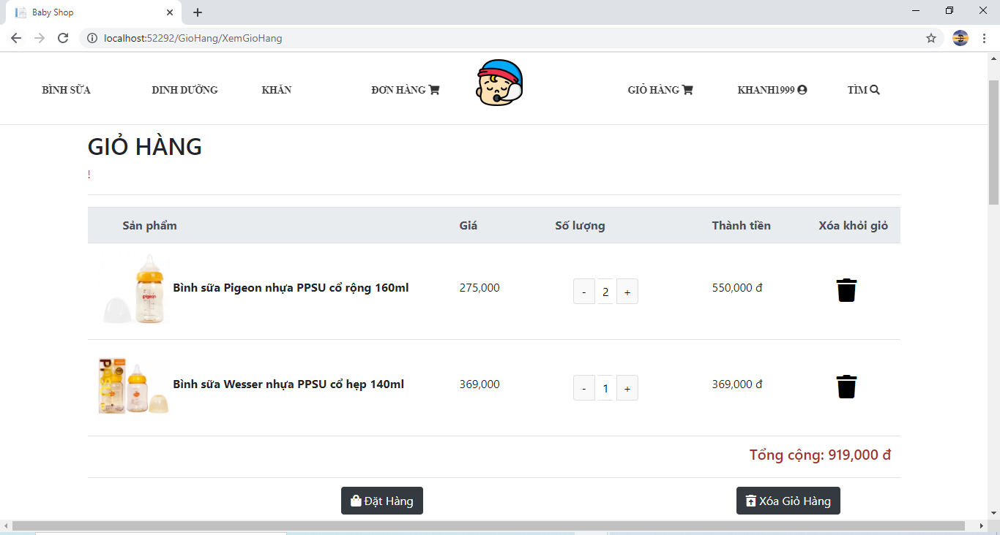 Baby Shop
localhost:52292/GioHang/XemGioHang
BÌNH SỮA DINH DƯỠNG KHĂN ĐƠN HÀNG GIỎ HÀNG KHANH1999 TÌM
GIỎ HÀNG
!
Sản phẩm Giá Số lượng Thành tiền Xóa khỏi giỏ
Bình sữa Pigeon nhựa PPSU cổ rộng 160ml 275,000 - 2 + 550,000 đ
Bình sữa Wesser nhựa PPSU cổ hẹp 140ml 369,000 - 1 + 369,000 đ
Tổng cộng: 919,000 đ
Đặt Hàng Xóa Giỏ Hàng